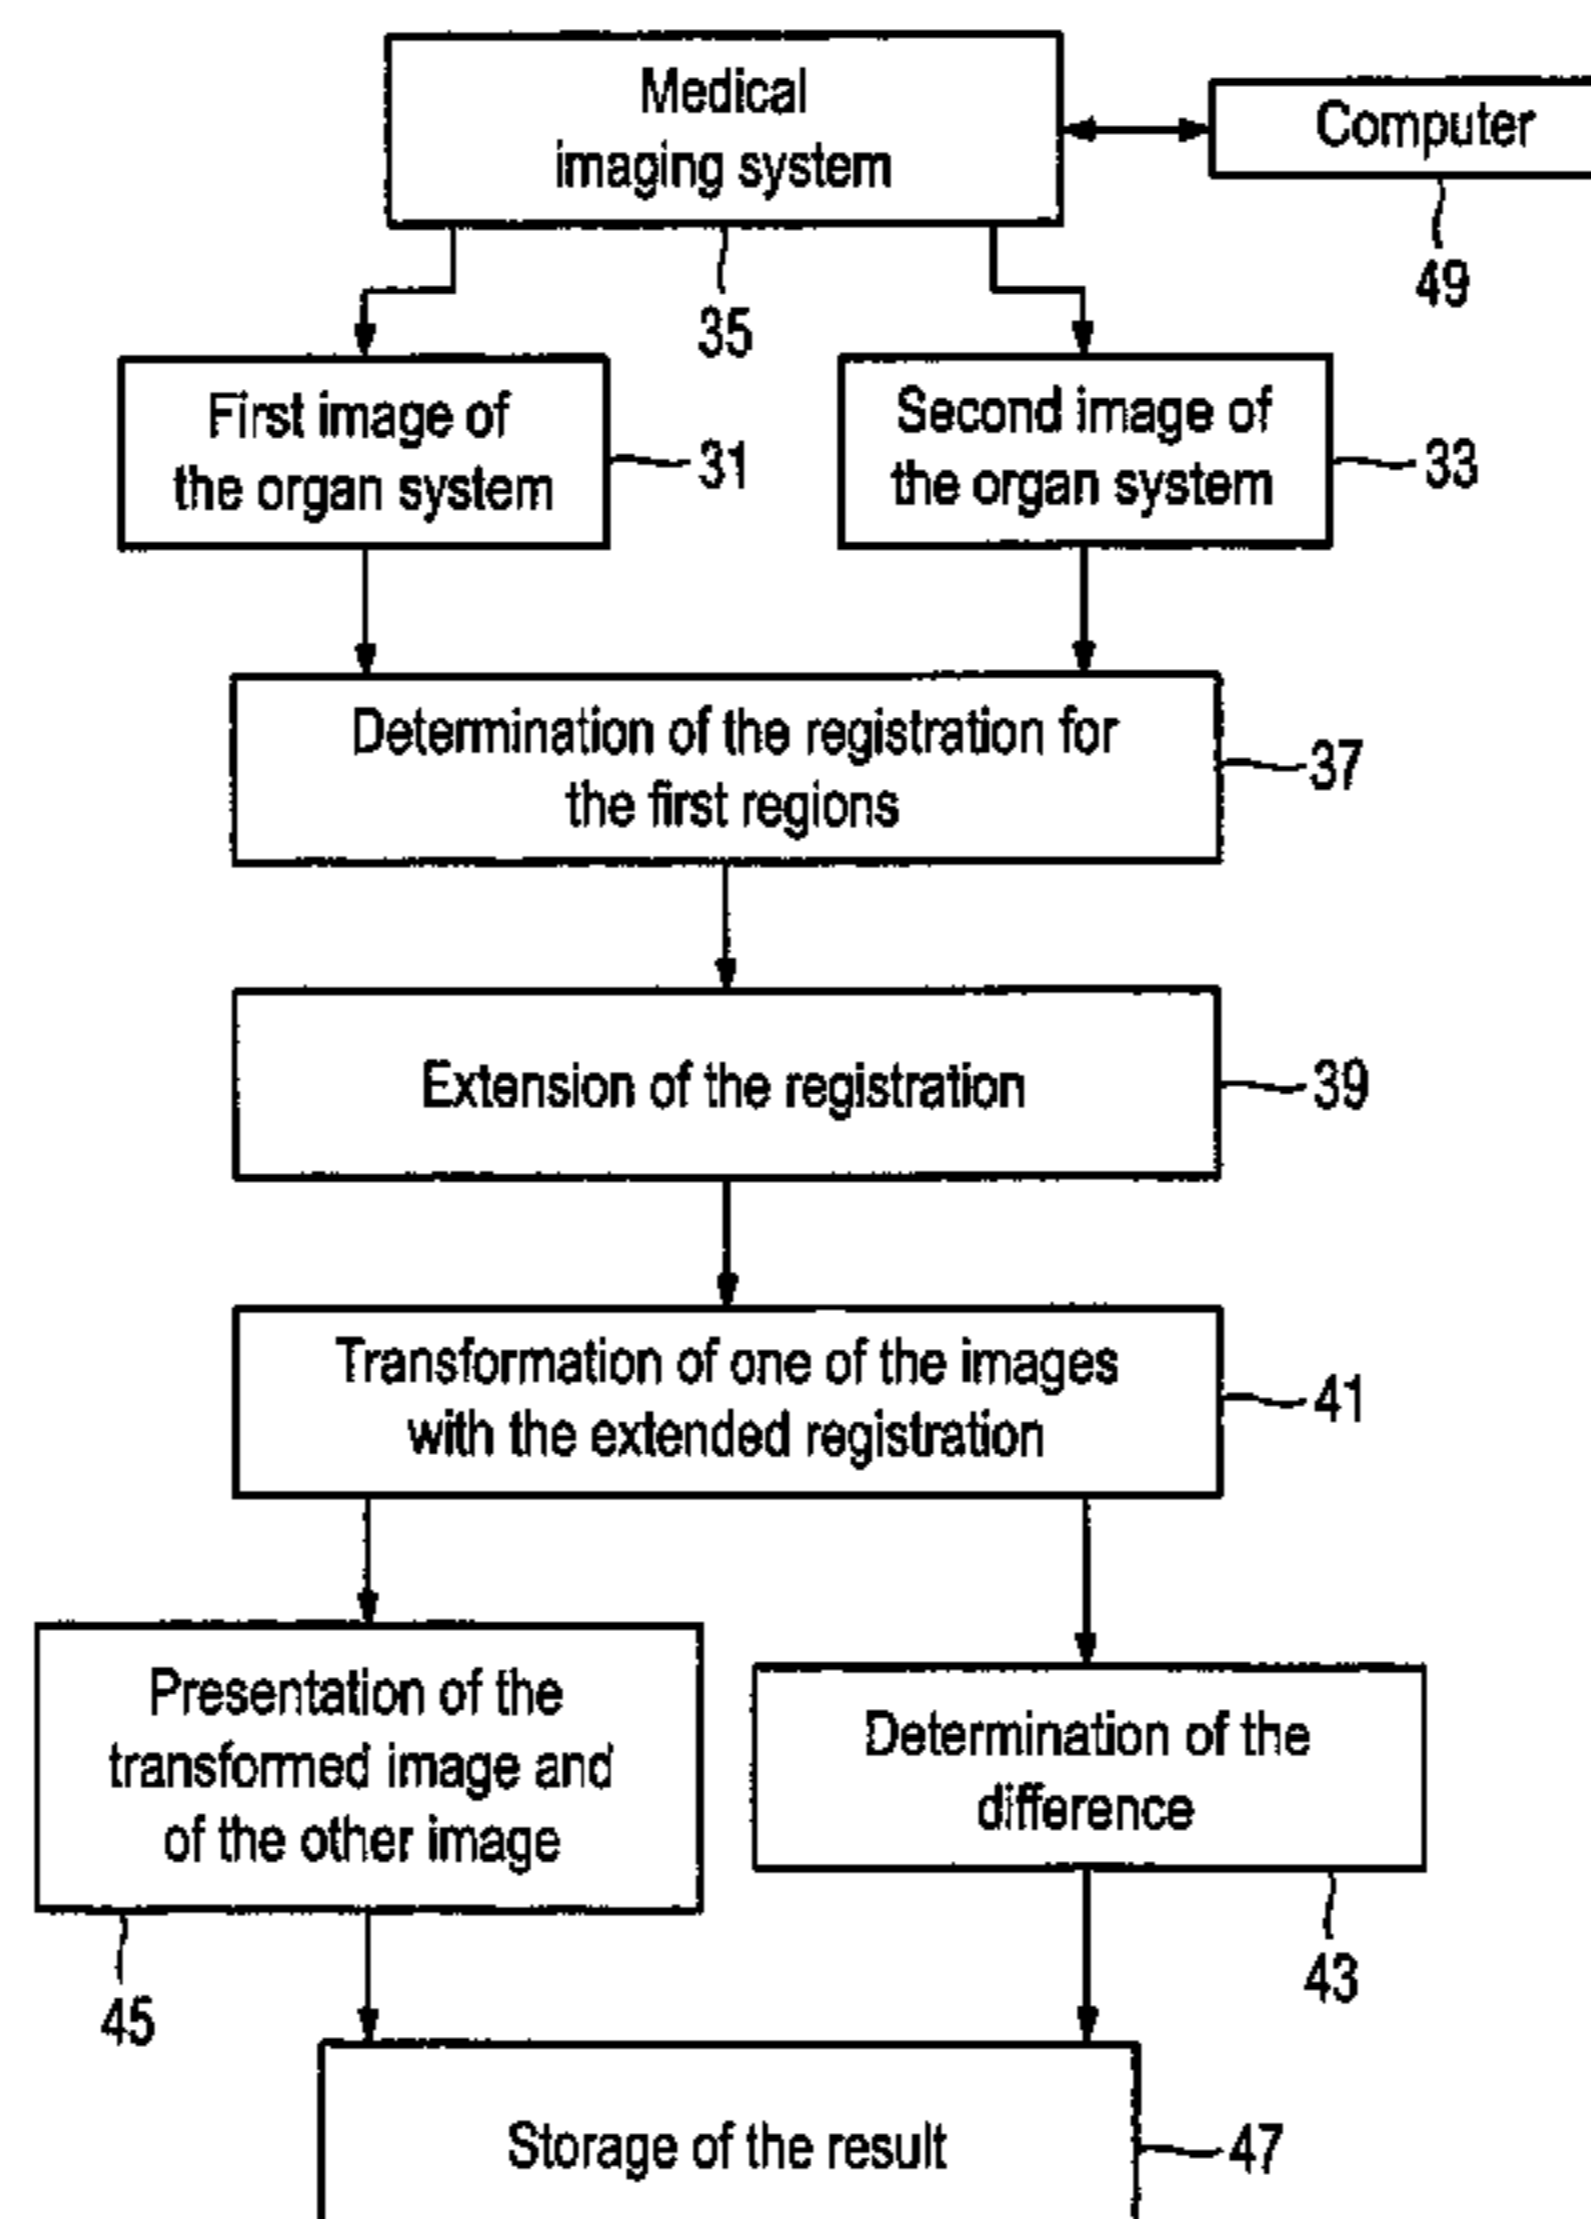 Medical
imaging system
Computer
49
35
First image of
the organ system
31
Second image of
the organ system
33
Determination of the registration for
the first regions
37
Extension of the registration
39
Transformation of one of the images
with the extended registration
41
Presentation of the
transformed image and
of the other image
45
Determination of the
difference
43
Storage of the result
47